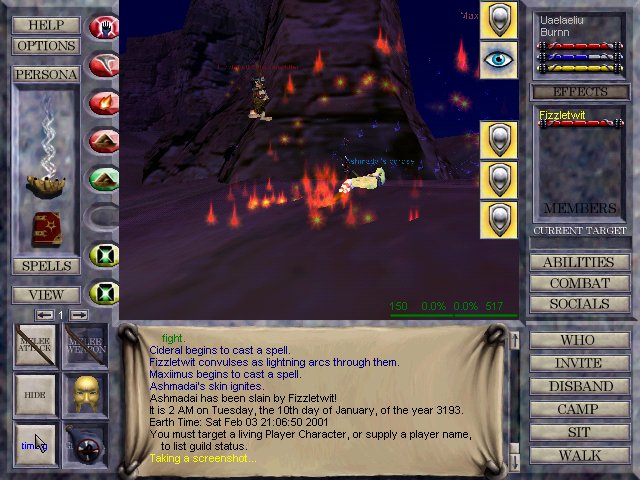 HELP
OPTIONS
PERSONA
SPELLS
VIEW
1
MELEE ATTACK
MELEE WEAPON
HIDE
Max
Ashmadai's corpse
150 0.0% 0.0% 517
fight.
Cideral begins to cast a spell.
Fizzletwit convulses as lightning arcs through them.
Maxiimus begins to cast a spell.
Ashmadai's skin ignites.
Ashmadai has been slain by Fizzletwit!
It is 2 AM on Tuesday, the 10th day of January, of the year 3193.
Earth Time: Sat Feb 03 21:06:50 2001
You must target a living Player Character, or supply a player name,
to list guild status.
Taking a screenshot...
Uaelaeliu
Burnn
EFFECTS
Fizzletwit
MEMBERS
CURRENT TARGET
ABILITIES
COMBAT
SOCIALS
WHO
INVITE
DISBAND
CAMP
SIT
WALK